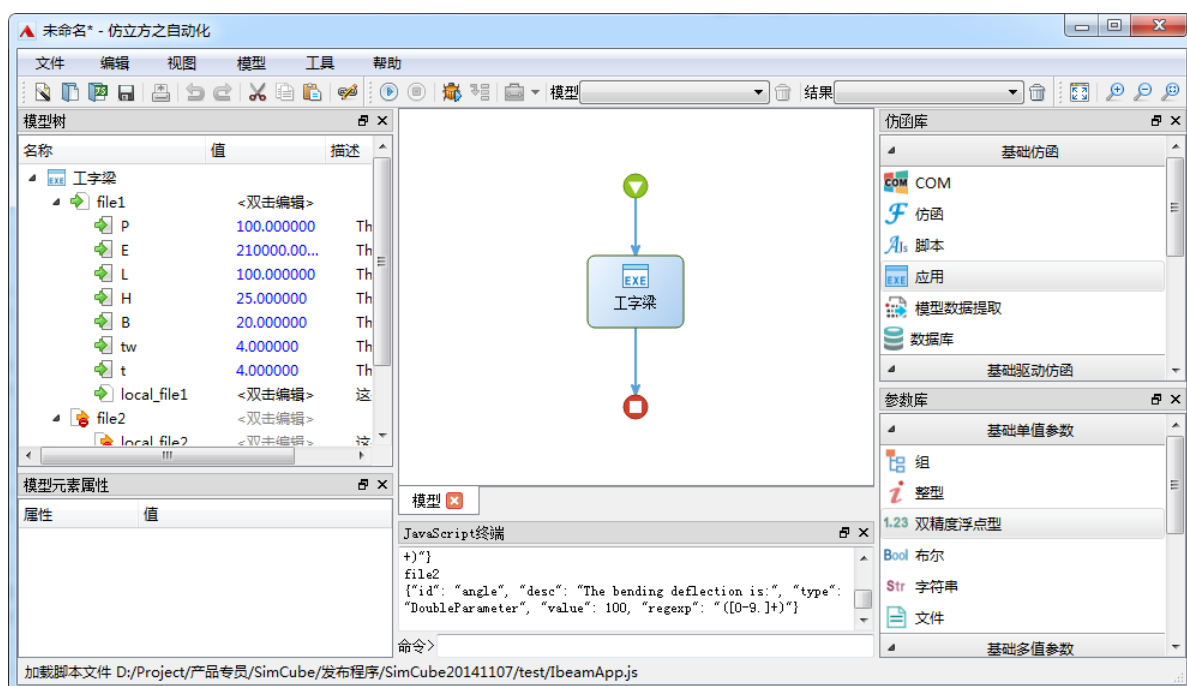 未命名* - 仿立方之自动化
文件 编辑 视图 模型 工具 帮助
模型 结果
模型树
名称 值 描述
工字梁
file1 <双击编辑>
P 100.000000 Th
E 210000.00... Th
L 100.000000 Th
H 25.000000 Th
B 20.000000 Th
tw 4.000000 Th
t 4.000000 Th
local_file1 <双击编辑> 这
file2 <双击编辑>
local_file2 <双击编辑> 这
模型元素属性
属性 值
EXE
工字梁
模型
JavaScript终端
+)"}
file2
{"id": "angle", "desc": "The bending deflection is:", "type":
"DoubleParameter", "value": 100, "regexp": "([0-9.]+)"}
命令>
仿函库
基础仿函
COM COM
仿函
脚本
EXE 应用
模型数据提取
数据库
基础驱动仿函
参数库
基础单值参数
组
整型
1.23 双精度浮点型
Bool 布尔
Str 字符串
文件
基础多值参数
加载脚本文件 D:/Project/产品专员/SimCube/发布程序/SimCube20141107/test/IbeamApp.js